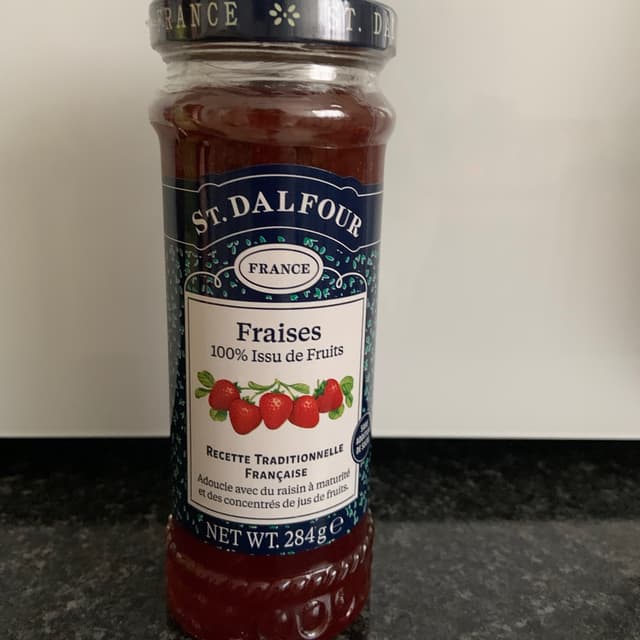 FRANCE ST. DA
ST. DALFOUR
FRANCE
Fraises
100% Issu de Fruits
RECETTE TRADITIONNELLE
FRANÇAISE
Adoucie avec du raisin à maturité
et des concentrés de jus de fruits.
NET WT. 284g ℮